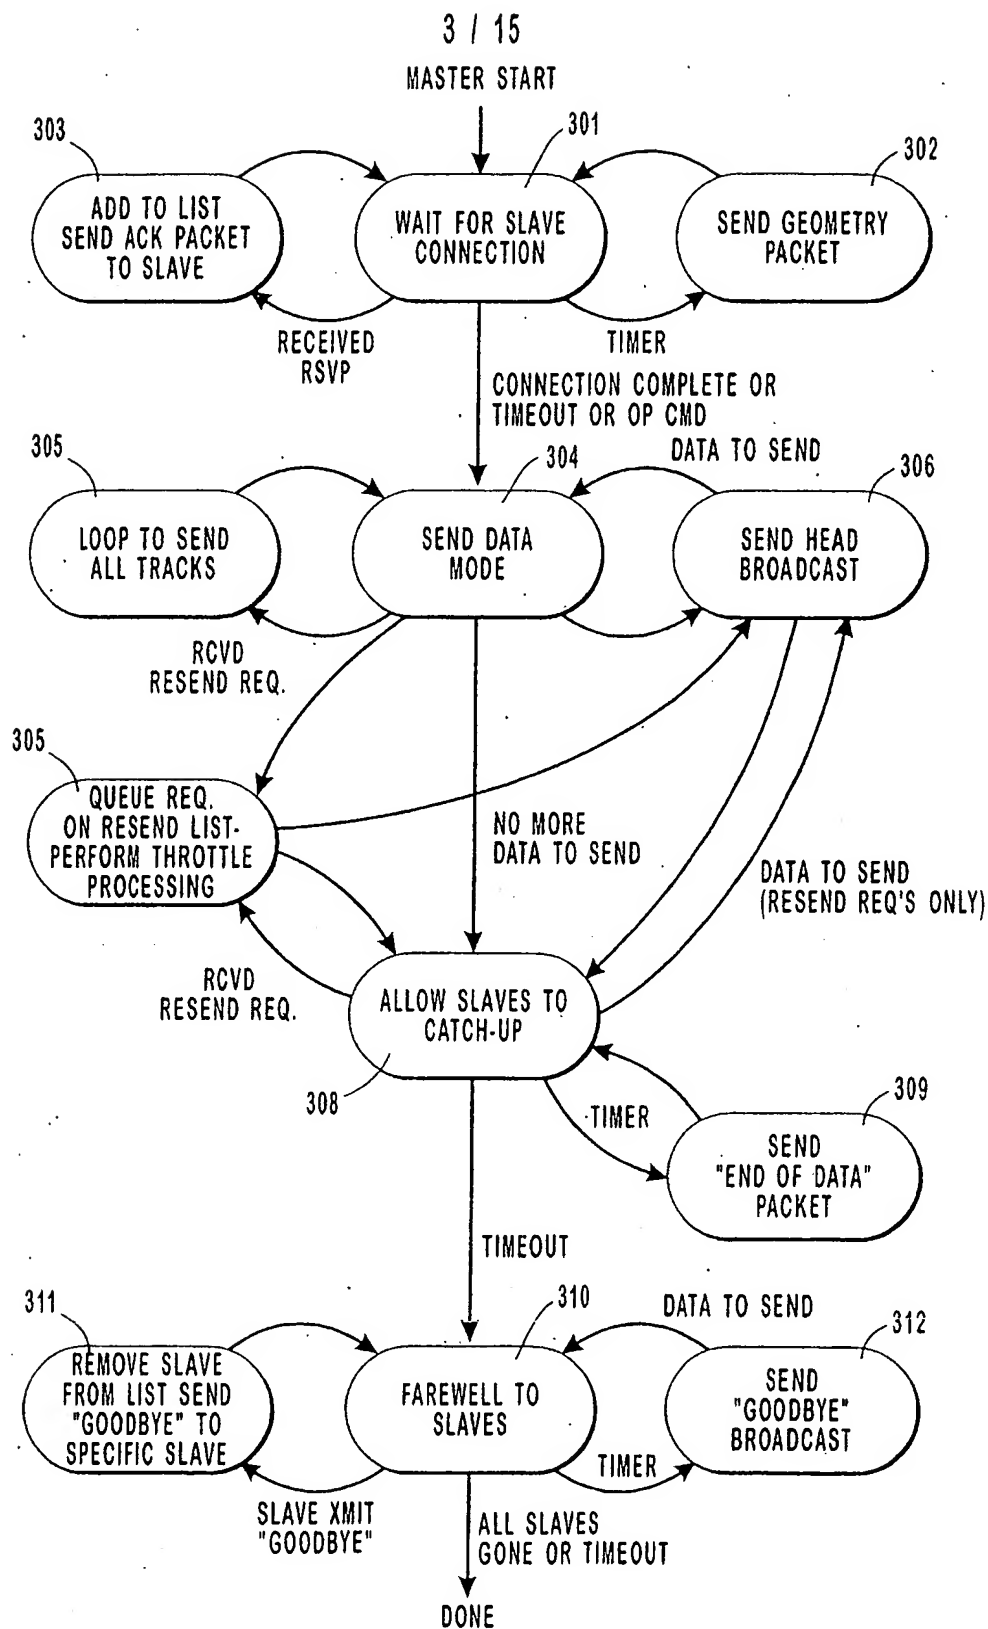 3 / 15
MASTER START
303
301
302
ADD TO LIST
SEND ACK PACKET
TO SLAVE
WAIT FOR SLAVE
CONNECTION
SEND GEOMETRY
PACKET
RECEIVED
RSVP
TIMER
CONNECTION COMPLETE OR
TIMEOUT OR OP CMD
305
304
DATA TO SEND
306
LOOP TO SEND
ALL TRACKS
SEND DATA
MODE
SEND HEAD
BROADCAST
RCVD
RESEND REQ.
305
QUEUE REQ.
ON RESEND LIST-
PERFORM THROTTLE
PROCESSING
NO MORE
DATA TO SEND
DATA TO SEND
(RESEND REQ'S ONLY)
RCVD
RESEND REQ.
ALLOW SLAVES TO
CATCH-UP
308
TIMER
309
SEND
"END OF DATA"
PACKET
TIMEOUT
311
310
DATA TO SEND
312
REMOVE SLAVE
FROM LIST SEND
"GOODBYE" TO
SPECIFIC SLAVE
FAREWELL TO
SLAVES
SEND
"GOODBYE"
BROADCAST
TIMER
SLAVE XMIT
"GOODBYE"
ALL SLAVES
GONE OR TIMEOUT
DONE